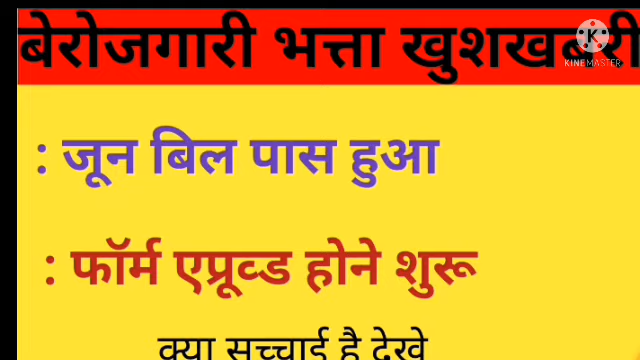 बेरोजगारी भत्ता खुशखबरी
KINEMASTER
: जून बिल पास हुआ
: फॉर्म एप्रूव्ड होने शुरू
क्या सच्चाई है देखे